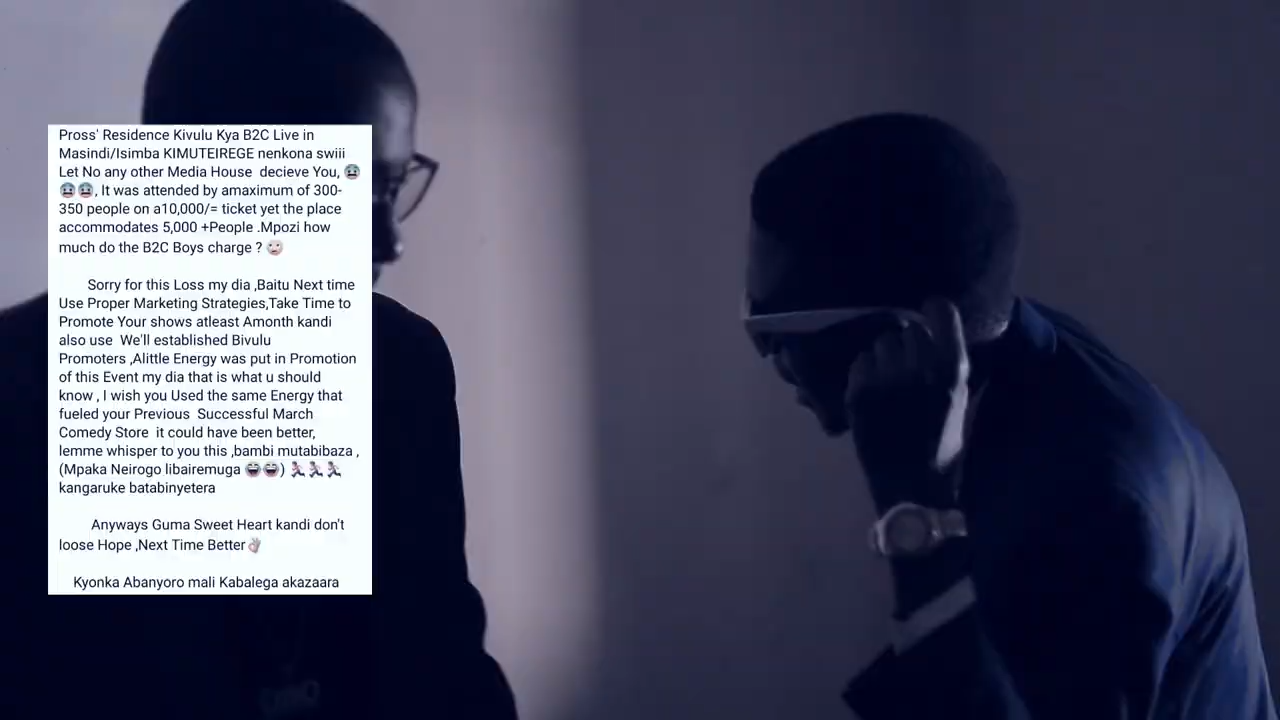 Pross' Residence Kivulu Kya B2C Live in
Masindi/Isimba KIMUTEIREGE nenkona swiii
Let No any other Media House decieve You, 😰
😰😰, It was attended by amaximum of 300-
350 people on a10,000/= ticket yet the place
accommodates 5,000 +People .Mpozi how
much do the B2C Boys charge ? 🤕
Sorry for this Loss my dia ,Baitu Next time
Use Proper Marketing Strategies,Take Time to
Promote Your shows atleast Amonth kandi
also use We'll established Bivulu
Promoters ,Alittle Energy was put in Promotion
of this Event my dia that is what u should
know , I wish you Used the same Energy that
fueled your Previous Successful March
Comedy Store it could have been better,
lemme whisper to you this ,bambi mutabibaza ,
(Mpaka Neirogo libairemuga 😂😂) 🏃🏃🏃
kangaruke batabinyetera
Anyways Guma Sweet Heart kandi don't
loose Hope ,Next Time Better👌
Kyonka Abanyoro mali Kabalega akazaara